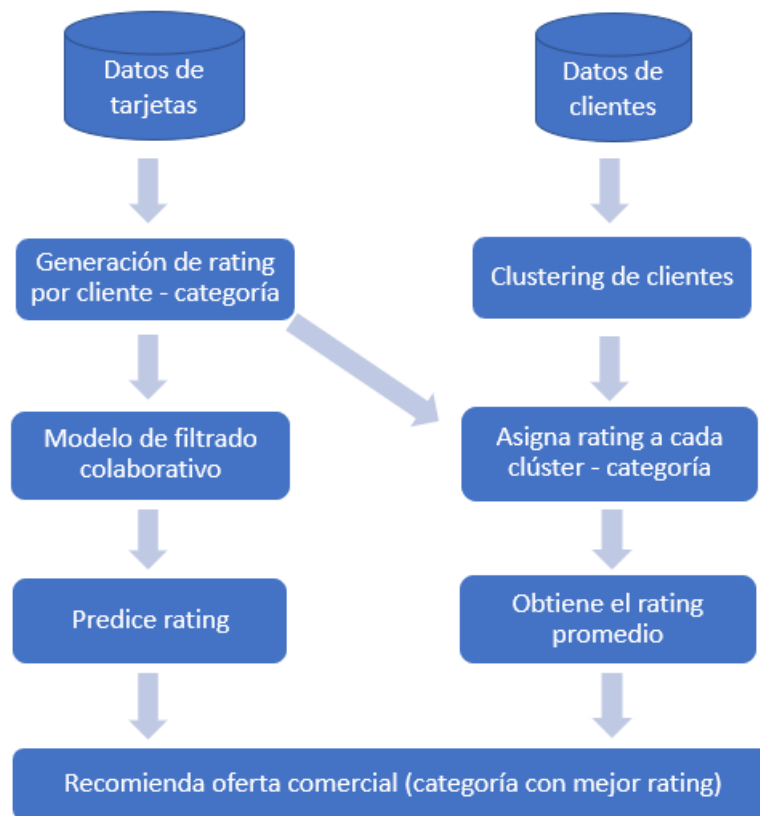 Datos de
tarjetas
Datos de
clientes
Generación de rating
por cliente - categoría
Clustering de clientes
Modelo de filtrado
colaborativo
Asigna rating a cada
clúster - categoría
Predice rating
Obtiene el rating
promedio
Recomienda oferta comercial (categoría con mejor rating)